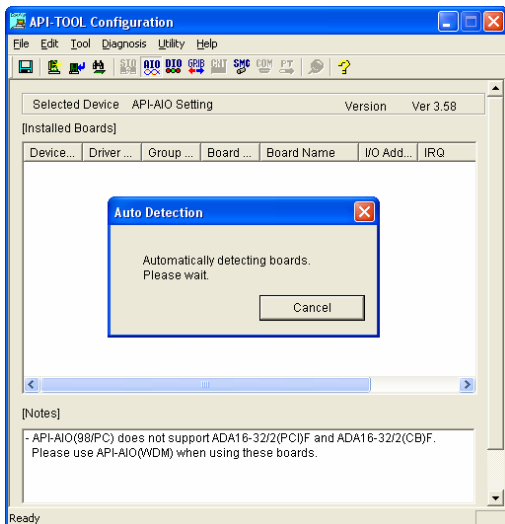 API-TOOL Configuration
File Edit Tool Diagnosis Utility Help
STO AIO DIO GPIB CNT SMC COM PT
Selected Device API-AIO Setting Version Ver 3.58
[Installed Boards]
Device... Driver ... Group ... Board ... Board Name I/O Add... IRQ
Auto Detection
Automatically detecting boards.
Please wait.
Cancel
[Notes]
- API-AIO(98/PC) does not support ADA16-32/2(PCI)F and ADA16-32/2(CB)F.
Please use API-AIO(WDM) when using these boards.
Ready